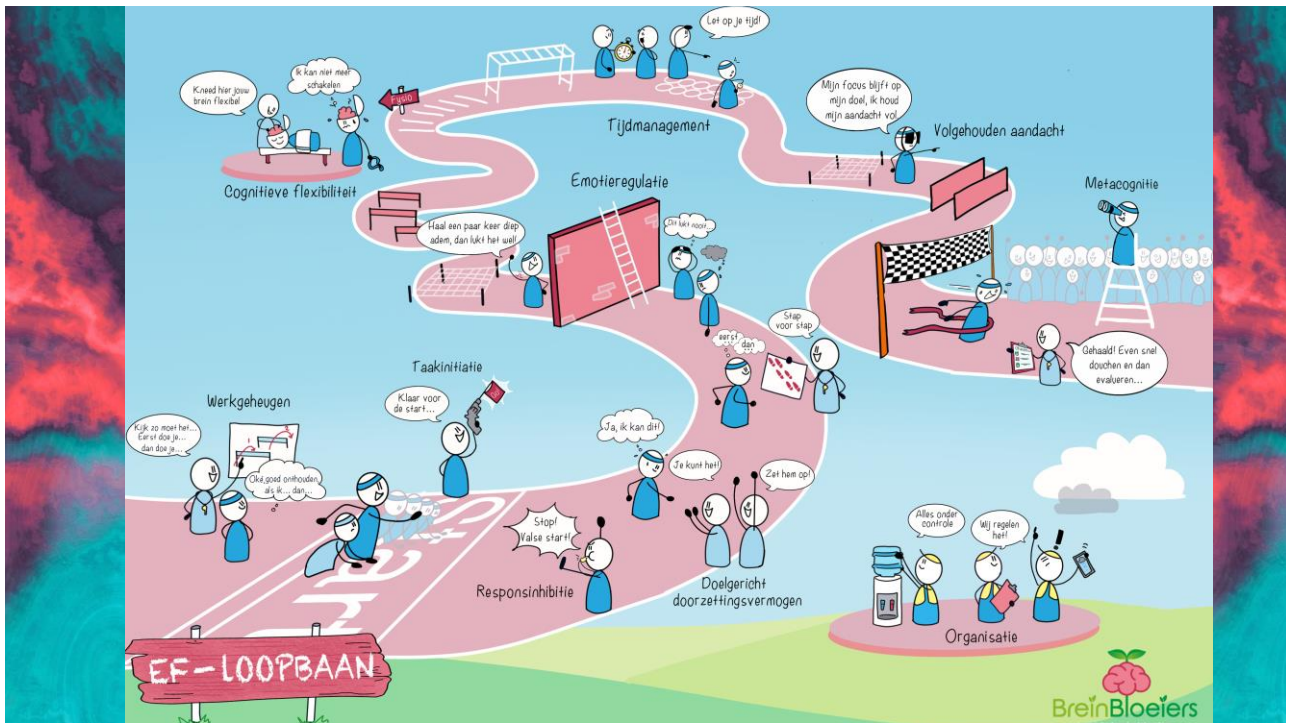 Let op je tijd!
Kneed hier jouw
brein flexibel
Ik kan niet meer
schakelen
Fysio
Tijdmanagement
Mijn focus blijft op
mijn doel, ik houd
mijn aandacht vol
Volgehouden aandacht
Cognitieve flexibiliteit
Emotieregulatie
Metacognitie
Haal een paar keer diep
adem, dan lukt het wel!
Dit lukt nooit...
Stap
voor stap
eerst
dan
Gehaald! Even snel
douchen en dan
evalueren...
Taakinitiatie
Klaar voor
de start...
Werkgeheugen
Kijk zo moet het...
Eerst doe je...
dan doe je...
Oké, goed onthouden,
als ik... dan...
Ja, ik kan dit!
Je kunt het!
Zet hem op!
Start
Stop!
Valse start!
Responsinhibitie
Doelgericht
doorzettingsvermogen
Alles onder
controle
Wij regelen
het!
!
Organisatie
EF-LOOPBAAN
BreinBloeiers